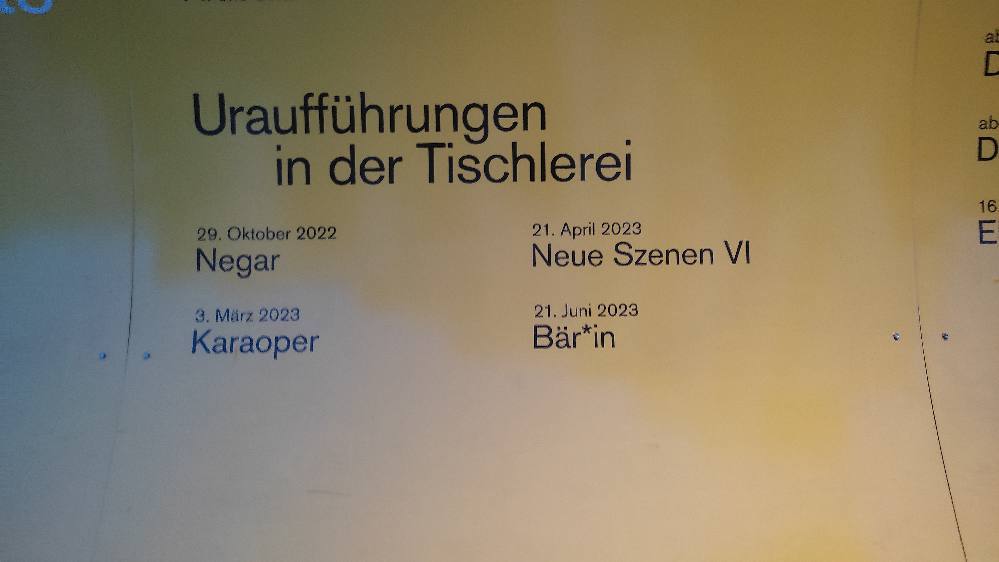 Uraufführungen
in der Tischlerei
29. Oktober 2022
Negar
3. März 2023
Karaoper
21. April 2023
Neue Szenen VI
21. Juni 2023
Bär*in
16